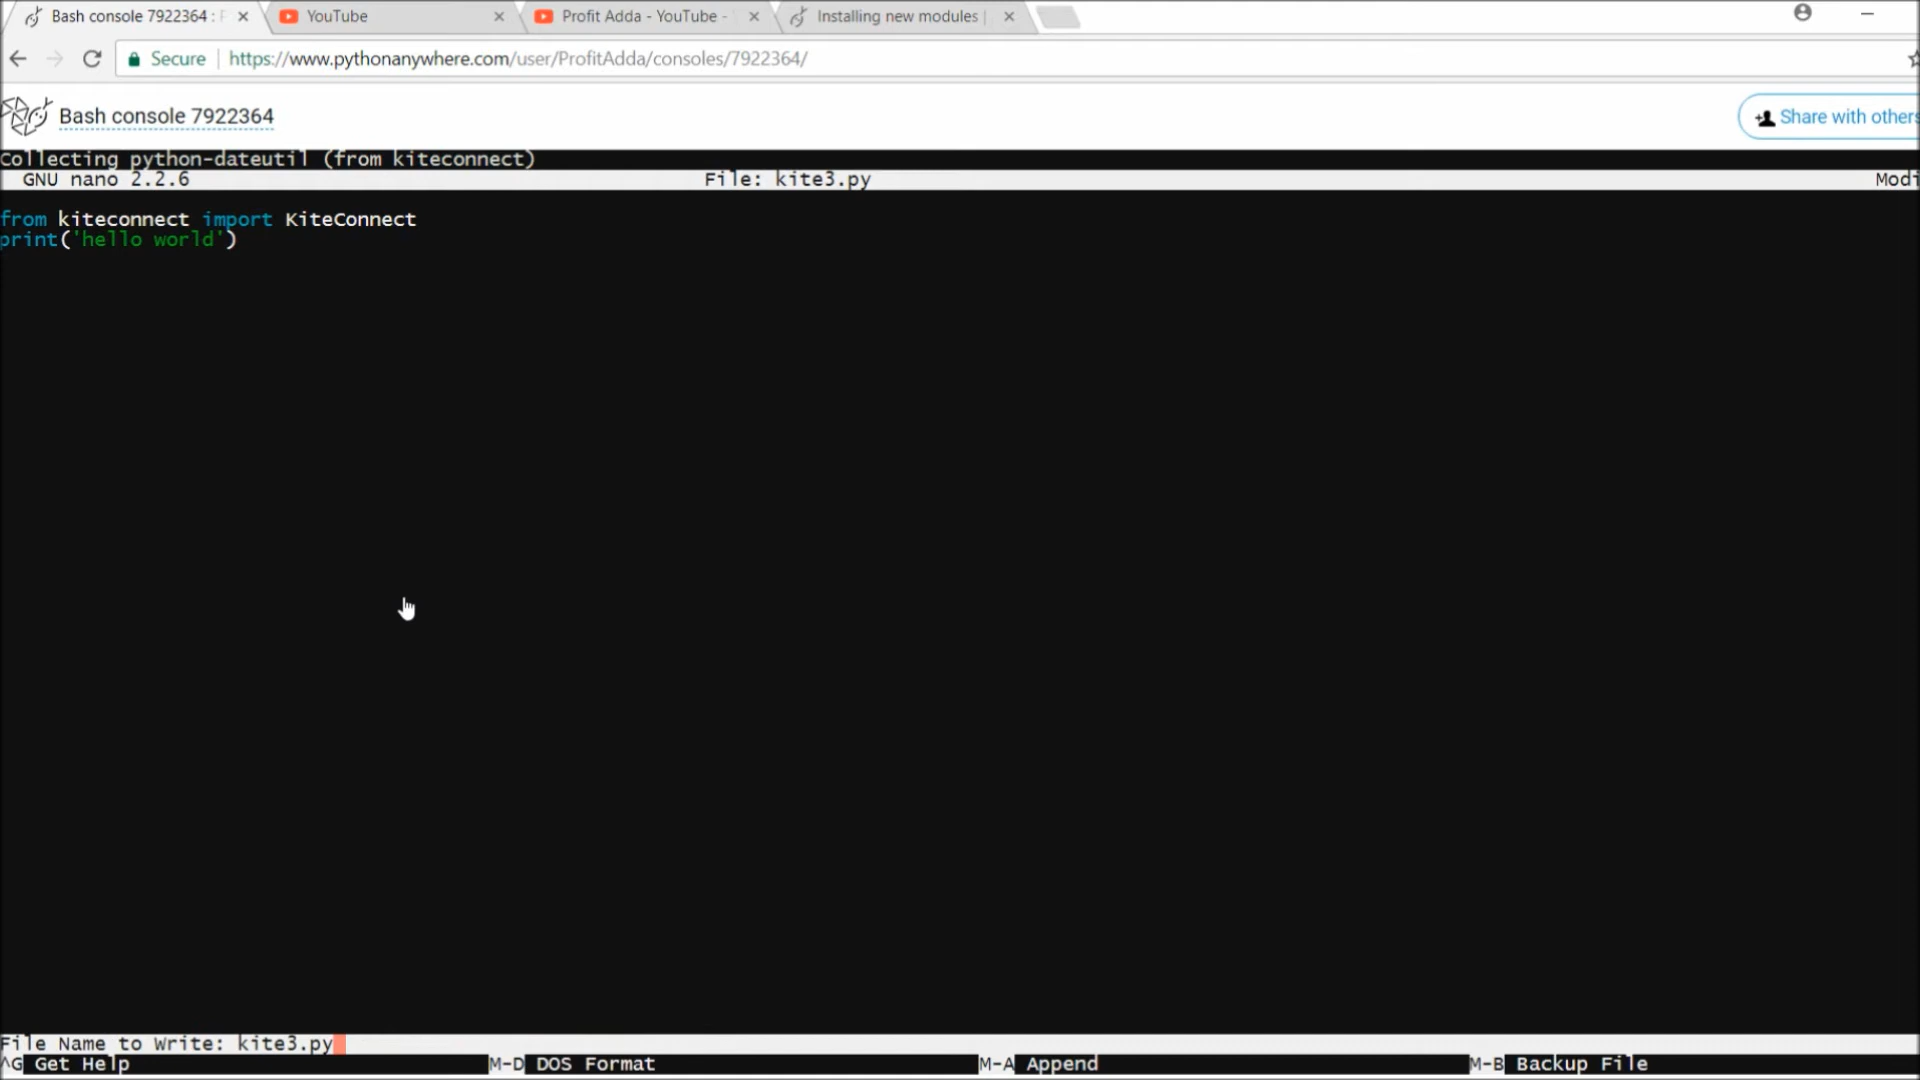 Bash console 7922364 : P
YouTube
Profit Adda - YouTube -
Installing new modules |
Secure | https://www.pythonanywhere.com/user/ProfitAdda/consoles/7922364/
Bash console 7922364
Share with others
Collecting python-dateutil (from kiteconnect)
GNU nano 2.2.6 File: kite3.py Modi
from kiteconnect import KiteConnect
print('hello world')
File Name to Write: kite3.py
^G Get Help M-D DOS Format M-A Append M-B Backup File